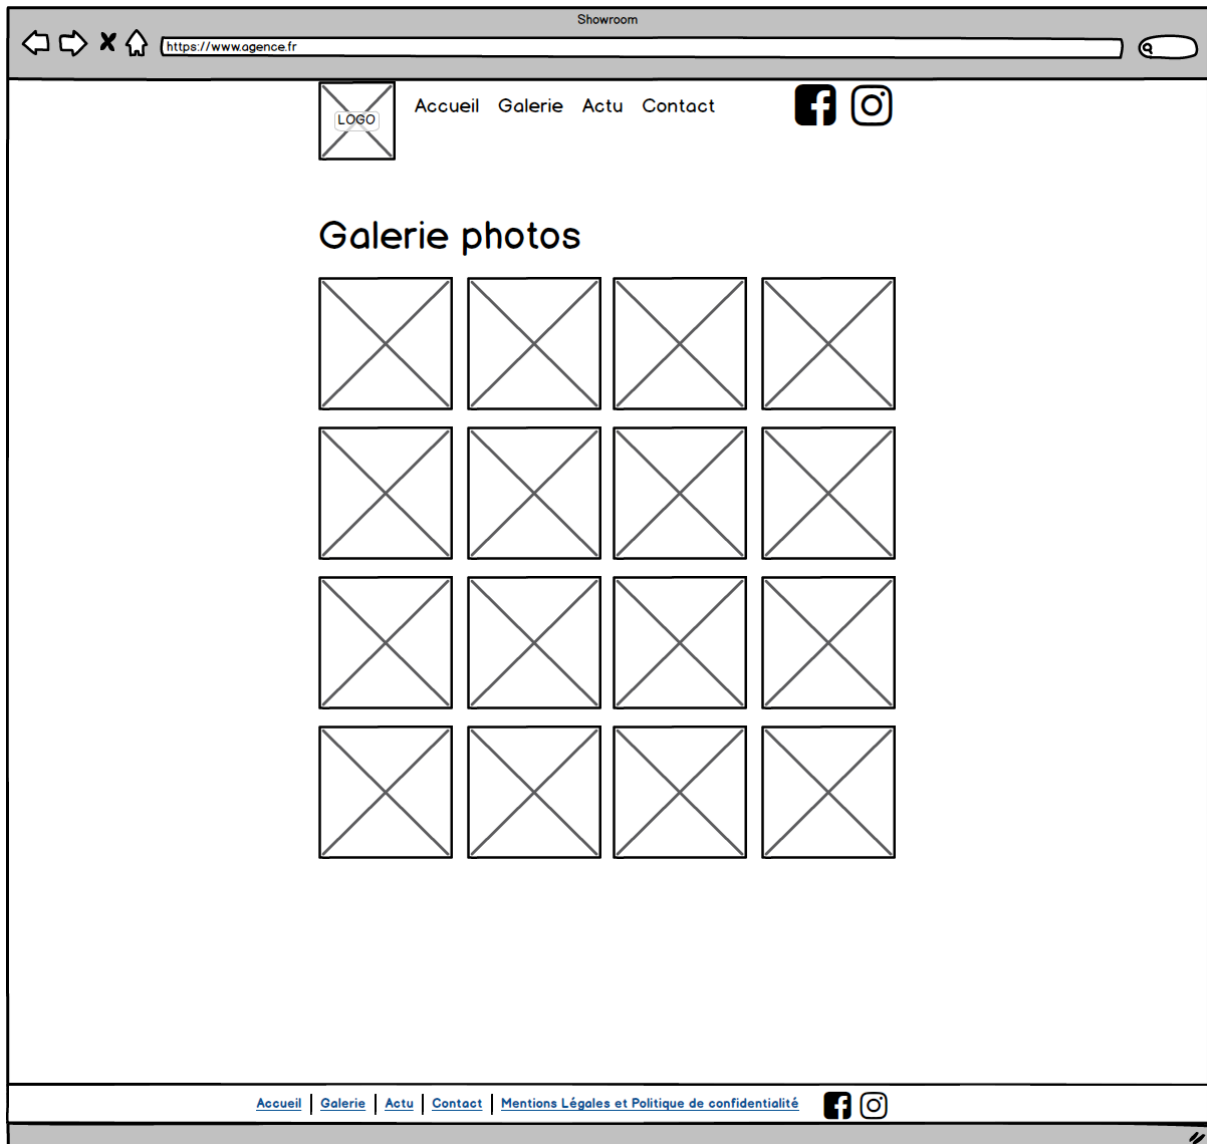 Showroom
https://www.agence.fr
LOGO
Accueil Galerie Actu Contact
Galerie photos
Accueil | Galerie | Actu | Contact | Mentions Légales et Politique de confidentialité